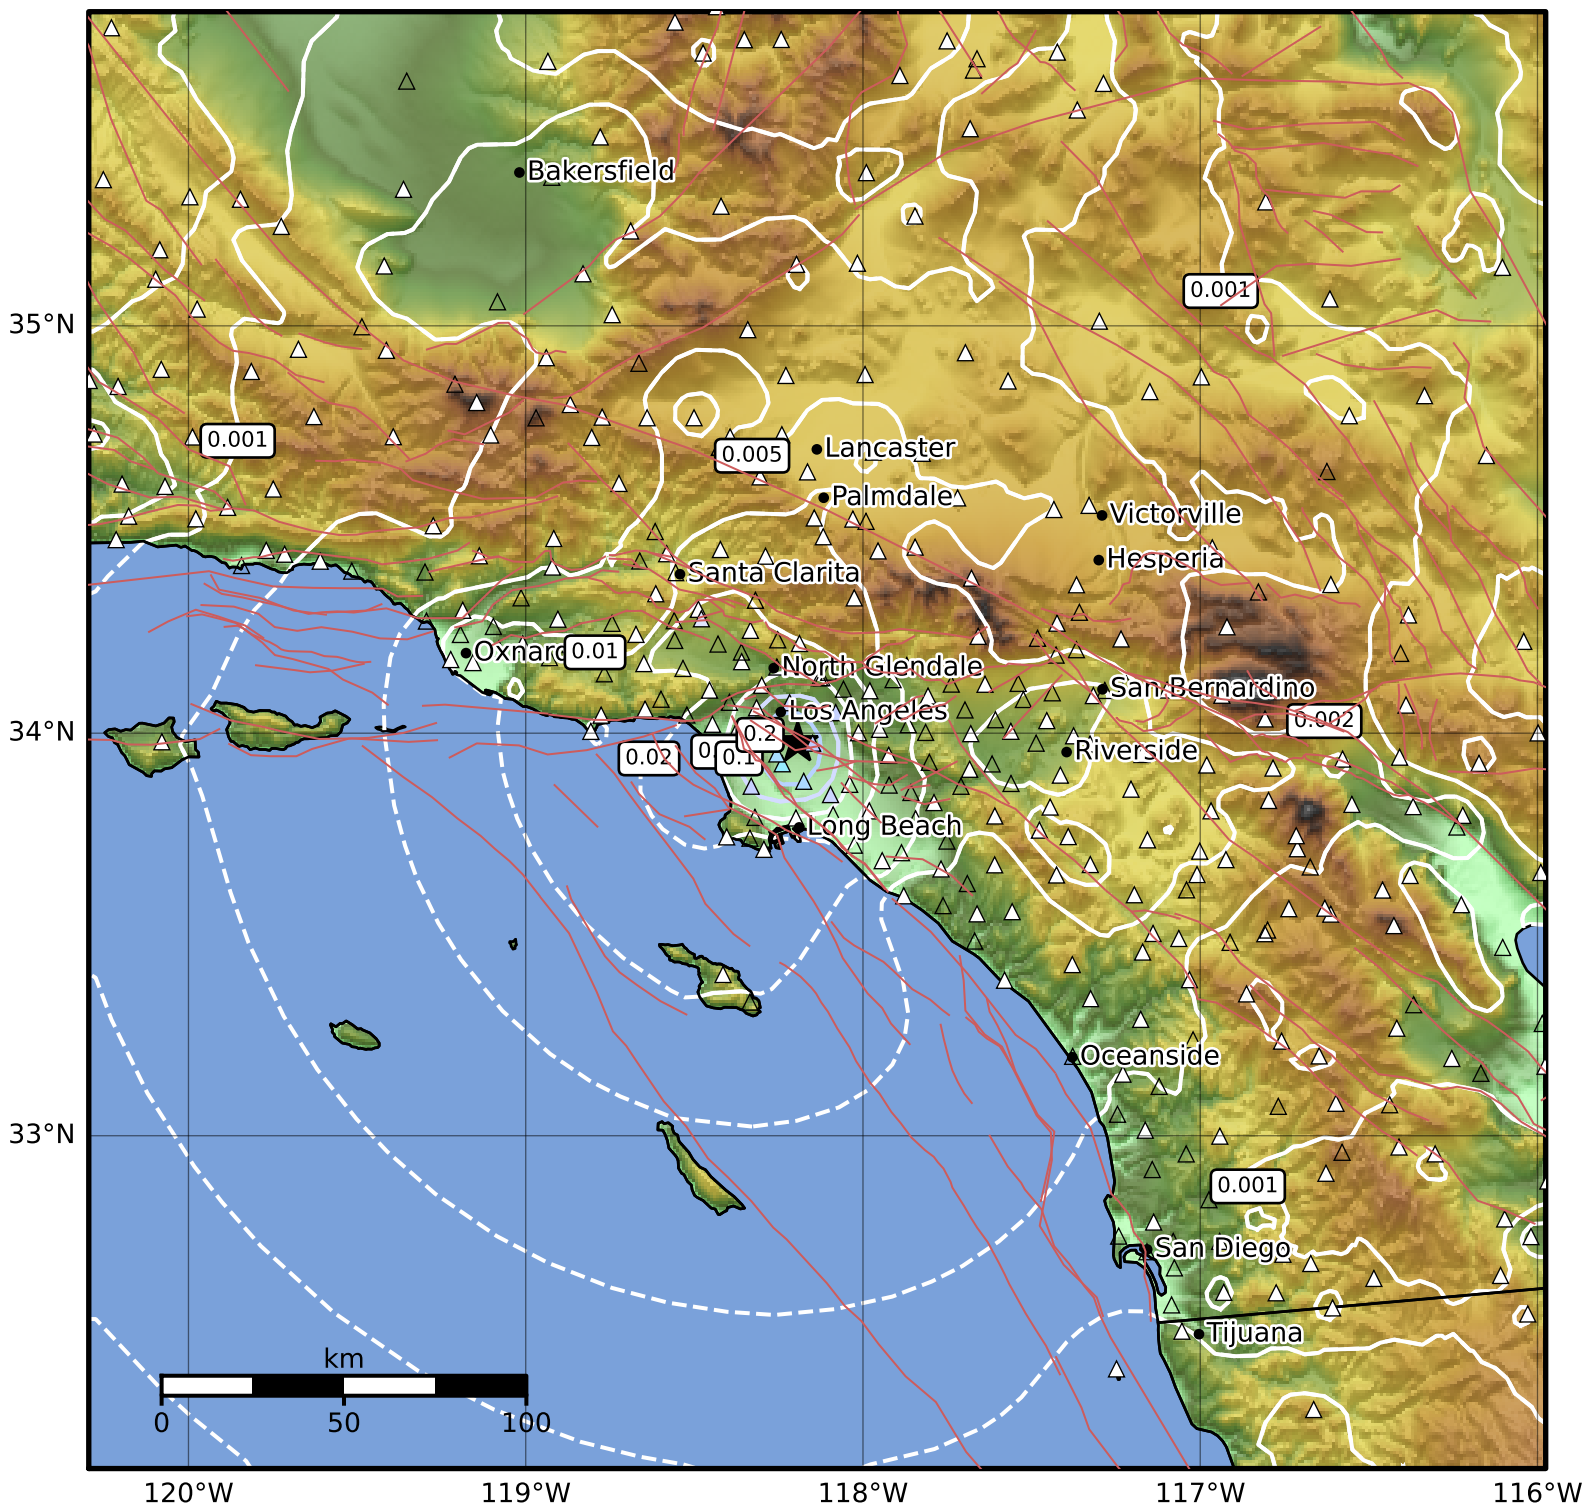 Bakersfield
0.001
35°N
0.001
0.005
Lancaster
Palmdale
Victorville
Hesperia
Santa Clarita
Oxnard
0.01
North Glendale
San Bernardino
Los Angeles
0.002
34°N
0.2
0.02
0.1
Riverside
Long Beach
Oceanside
33°N
0.001
San Diego
Tijuana
km
0
50
100
120°W
119°W
118°W
117°W
116°W